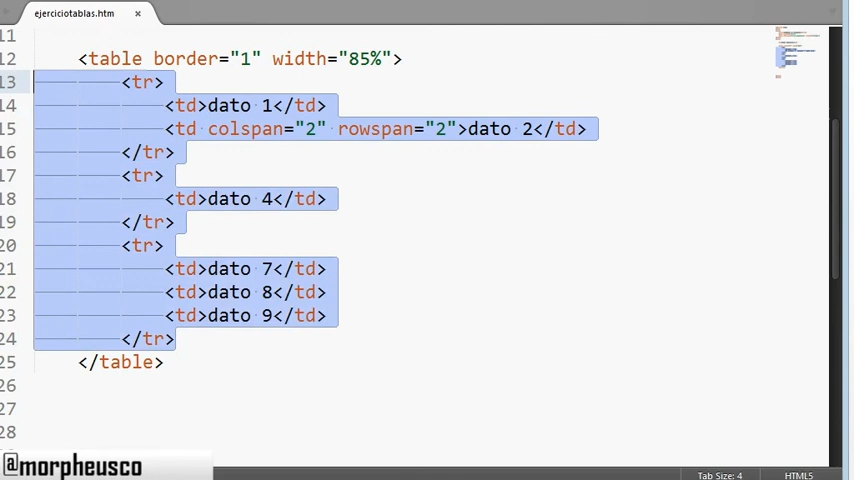 ejerciciotablas.htm ×
11
12 <table border="1" width="85%">
13 <tr>
14 <td>dato 1</td>
15 <td colspan="2" rowspan="2">dato 2</td>
16 </tr>
17 <tr>
18 <td>dato 4</td>
19 </tr>
20 <tr>
21 <td>dato 7</td>
22 <td>dato 8</td>
23 <td>dato 9</td>
24 </tr>
25 </table>
26
27
28
@morpheusco
Tab Size: 4 HTML5